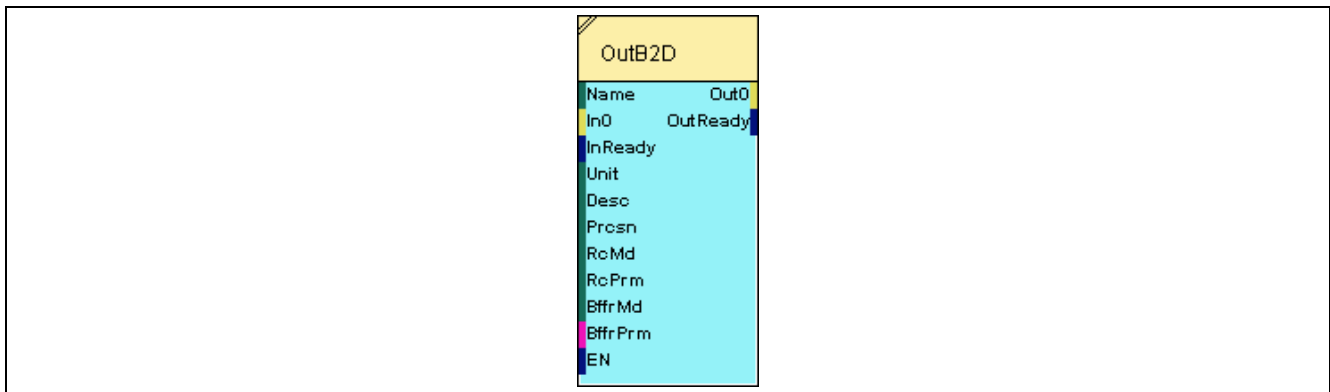 OutB2D
Name Out0
In0 OutReady
InReady
Unit
Desc
Prcsn
RcMd
RcPrm
BffrMd
BffrPrm
EN